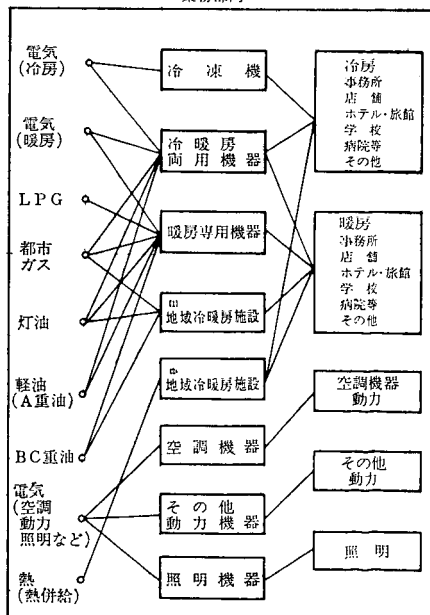 電気
(冷房)
電気
(暖房)
LPG
都市
ガス
灯油
軽油
(A重油)
BC重油
電気
(空調
動力
照明など)
熱
(熱併給)
冷凍機
冷暖房
両用機器
暖房専用機器
地域冷暖房施設
地域冷暖房施設
空調機器
その他
動力機器
照明機器
冷房
事務所
店舗
ホテル・旅館
学校
病院等
その他
暖房
事務所
店舗
ホテル・旅館
学校
病院等
その他
空調機器
動力
その他
動力
照明